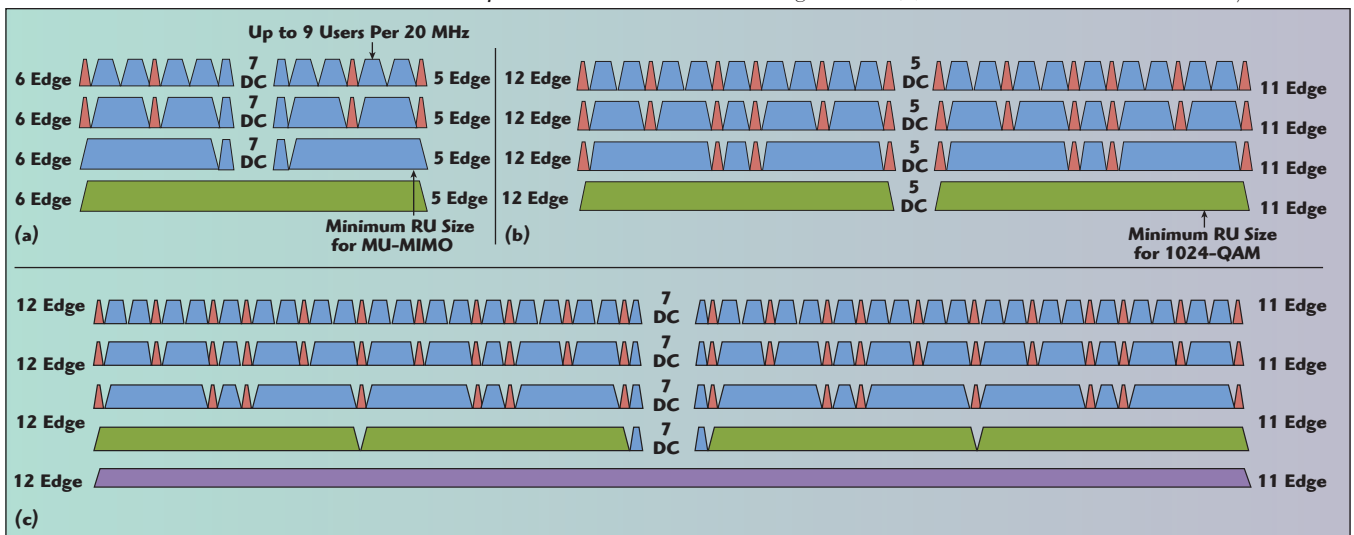 Up to 9 Users Per 20 MHz
6 Edge
7
DC
5 Edge
6 Edge
7
DC
5 Edge
6 Edge
7
DC
5 Edge
6 Edge
5 Edge
Minimum RU Size
for MU-MIMO
(a)
12 Edge
5
DC
11 Edge
12 Edge
5
DC
11 Edge
12 Edge
5
DC
11 Edge
12 Edge
5
DC
11 Edge
Minimum RU Size
for 1024-QAM
(b)
12 Edge
7
DC
11 Edge
12 Edge
7
DC
11 Edge
7
DC
12 Edge
11 Edge
7
DC
12 Edge
11 Edge
(c)